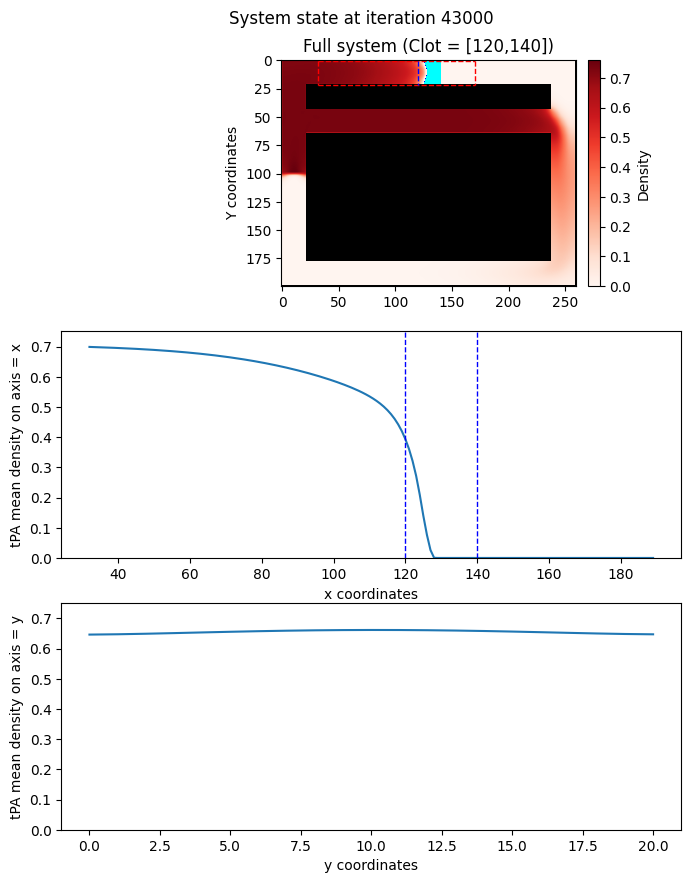 System state at iteration 43000
Full system (Clot = [120,140])
0
25
50
75
100
125
150
175
Y coordinates
0 50 100 150 200 250
0.7
0.6
0.5
0.4
0.3
0.2
0.1
0.0
Density
0.7
0.6
0.5
0.4
0.3
0.2
0.1
0.0
tPA mean density on axis = x
40 60 80 100 120 140 160 180
x coordinates
0.7
0.6
0.5
0.4
0.3
0.2
0.1
0.0
tPA mean density on axis = y
0.0 2.5 5.0 7.5 10.0 12.5 15.0 17.5 20.0
y coordinates